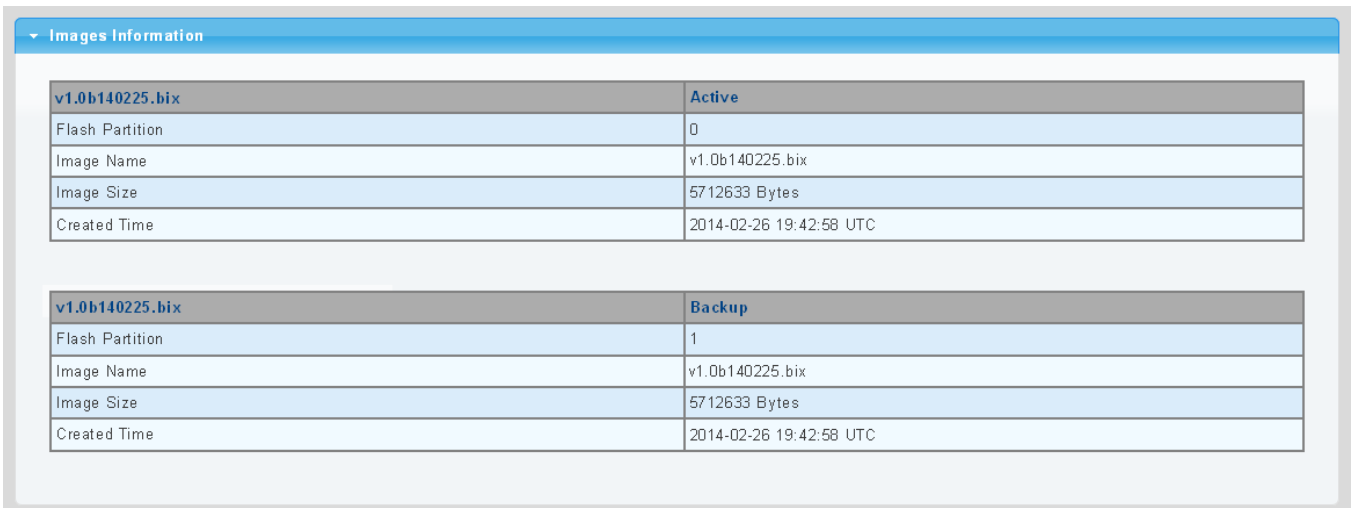 Images Information
v1.0b140225.bix Active
Flash Partition 0
Image Name v1.0b140225.bix
Image Size 5712633 Bytes
Created Time 2014-02-26 19:42:58 UTC
v1.0b140225.bix Backup
Flash Partition 1
Image Name v1.0b140225.bix
Image Size 5712633 Bytes
Created Time 2014-02-26 19:42:58 UTC